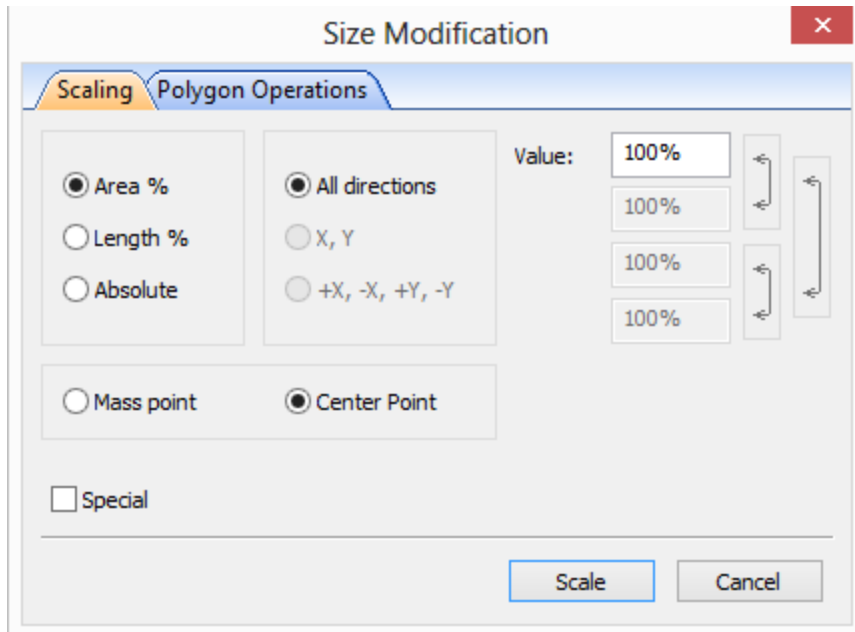 Size Modification
Scaling
Polygon Operations
Area %
Length %
Absolute
All directions
X, Y
+X, -X, +Y, -Y
Value:
100%
100%
100%
100%
Mass point
Center Point
Special
Scale
Cancel